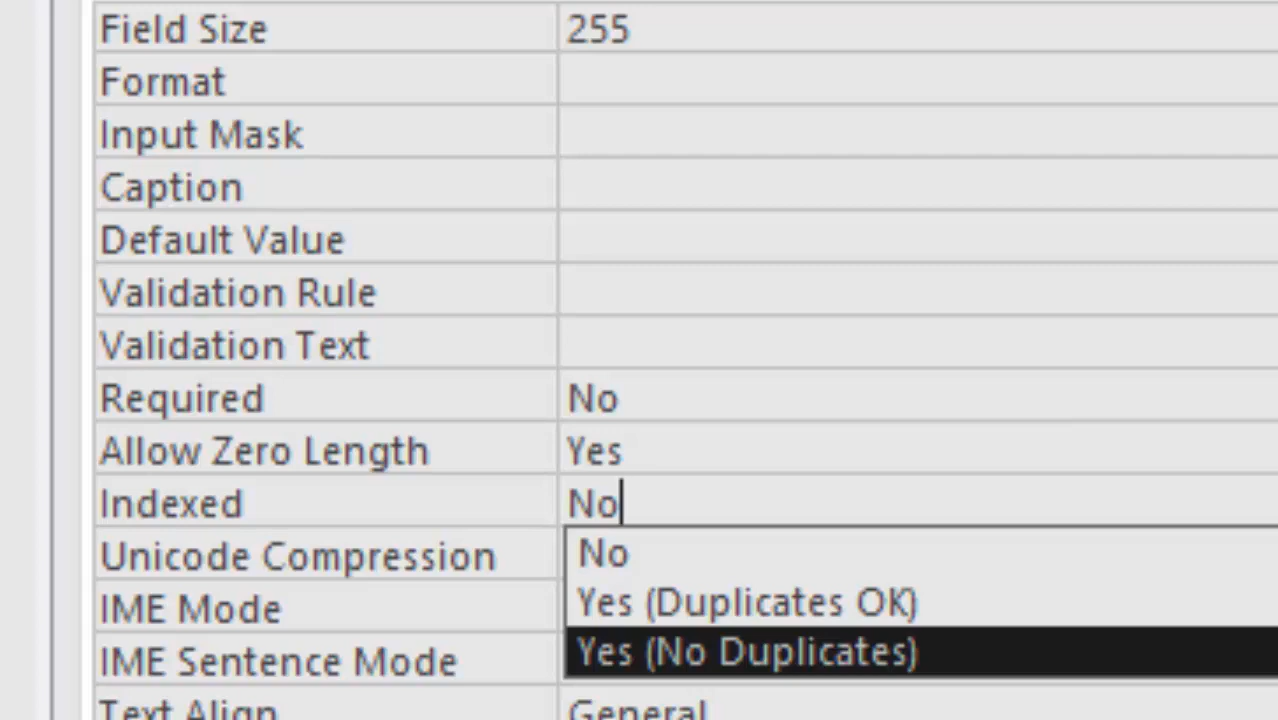 Field Size 255
Format
Input Mask
Caption
Default Value
Validation Rule
Validation Text
Required No
Allow Zero Length Yes
Indexed No
Unicode Compression No
IME Mode Yes (Duplicates OK)
IME Sentence Mode Yes (No Duplicates)
Text Align General